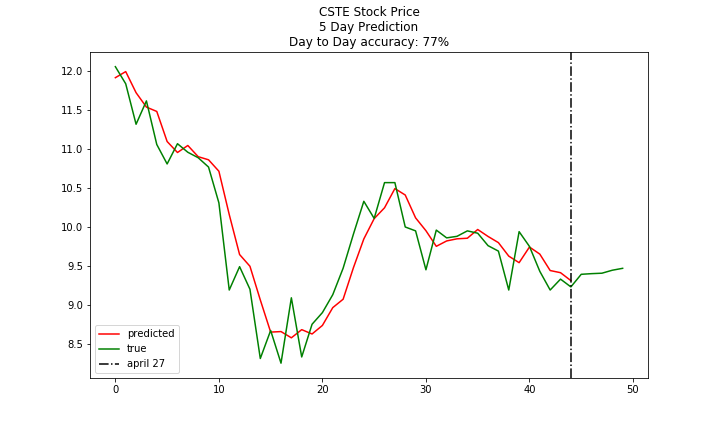 CSTE Stock Price
5 Day Prediction
Day to Day accuracy: 77%
12.0
11.5
11.0
10.5
10.0
9.5
9.0
8.5
predicted
true
april 27
0 10 20 30 40 50